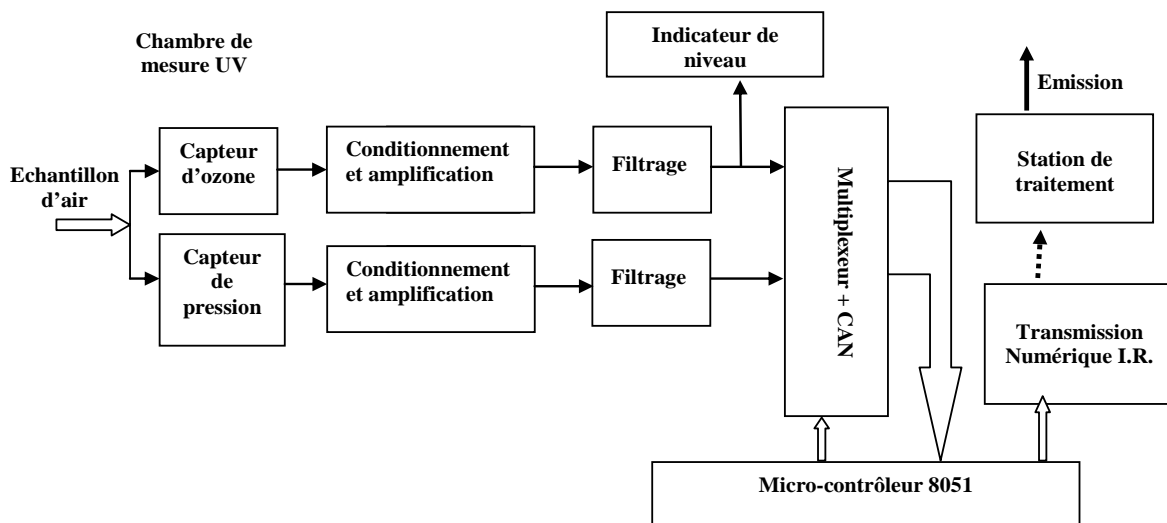 Chambre de
mesure UV
Indicateur de
niveau
Emission
Echantillon
d’air
Capteur
d’ozone
Conditionnement
et amplification
Filtrage
Multiplexeur + CAN
Station de
traitement
Capteur
de
pression
Conditionnement
et amplification
Filtrage
Transmission
Numérique I.R.
Micro-contrôleur 8051